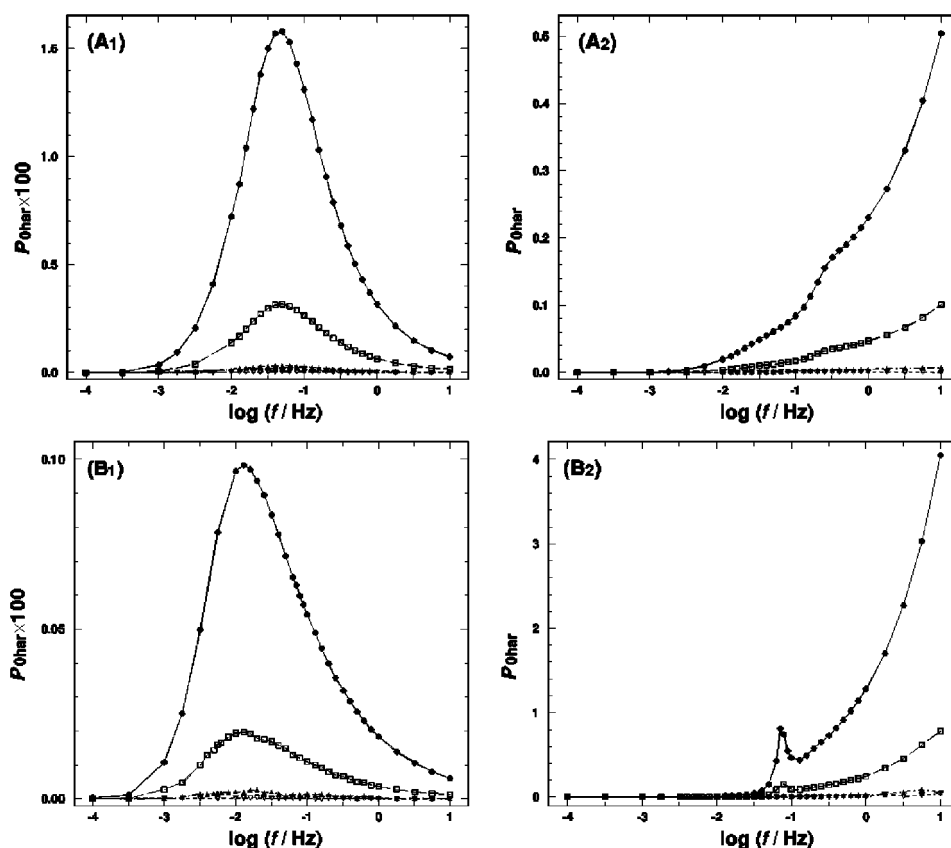 (A1)
1.5
1.0
0.5
0.0
P0har×100
-4 -3 -2 -1 0 1
log (f / Hz)
(A2)
0.5
0.4
0.3
0.2
0.1
0.0
P0har
-4 -3 -2 -1 0 1
log (f / Hz)
(B1)
0.10
0.05
0.00
P0har×100
-4 -3 -2 -1 0 1
log (f / Hz)
(B2)
4
3
2
1
0
P0har
-4 -3 -2 -1 0 1
log (f / Hz)